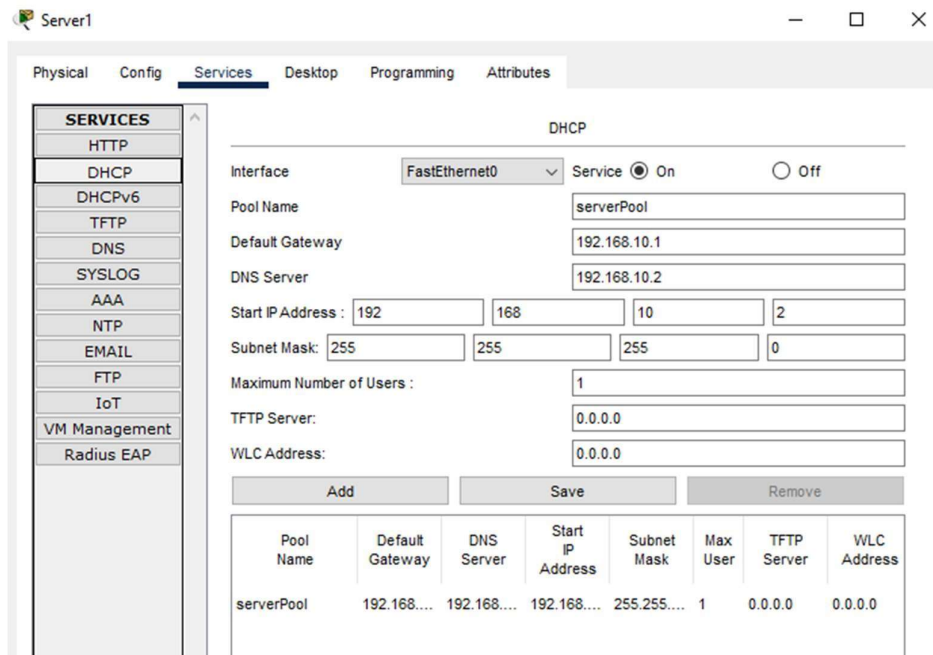 Server1
Physical Config Services Desktop Programming Attributes
SERVICES
HTTP
DHCP
DHCPv6
TFTP
DNS
SYSLOG
AAA
NTP
EMAIL
FTP
IoT
VM Management
Radius EAP
DHCP
Interface FastEthernet0 Service On Off
Pool Name serverPool
Default Gateway 192.168.10.1
DNS Server 192.168.10.2
Start IP Address : 192 168 10 2
Subnet Mask: 255 255 255 0
Maximum Number of Users : 1
TFTP Server: 0.0.0.0
WLC Address: 0.0.0.0
Add Save Remove
Pool Name Default Gateway DNS Server Start IP Address Subnet Mask Max User TFTP Server WLC Address
serverPool 192.168.... 192.168.... 192.168.... 255.255.... 1 0.0.0.0 0.0.0.0